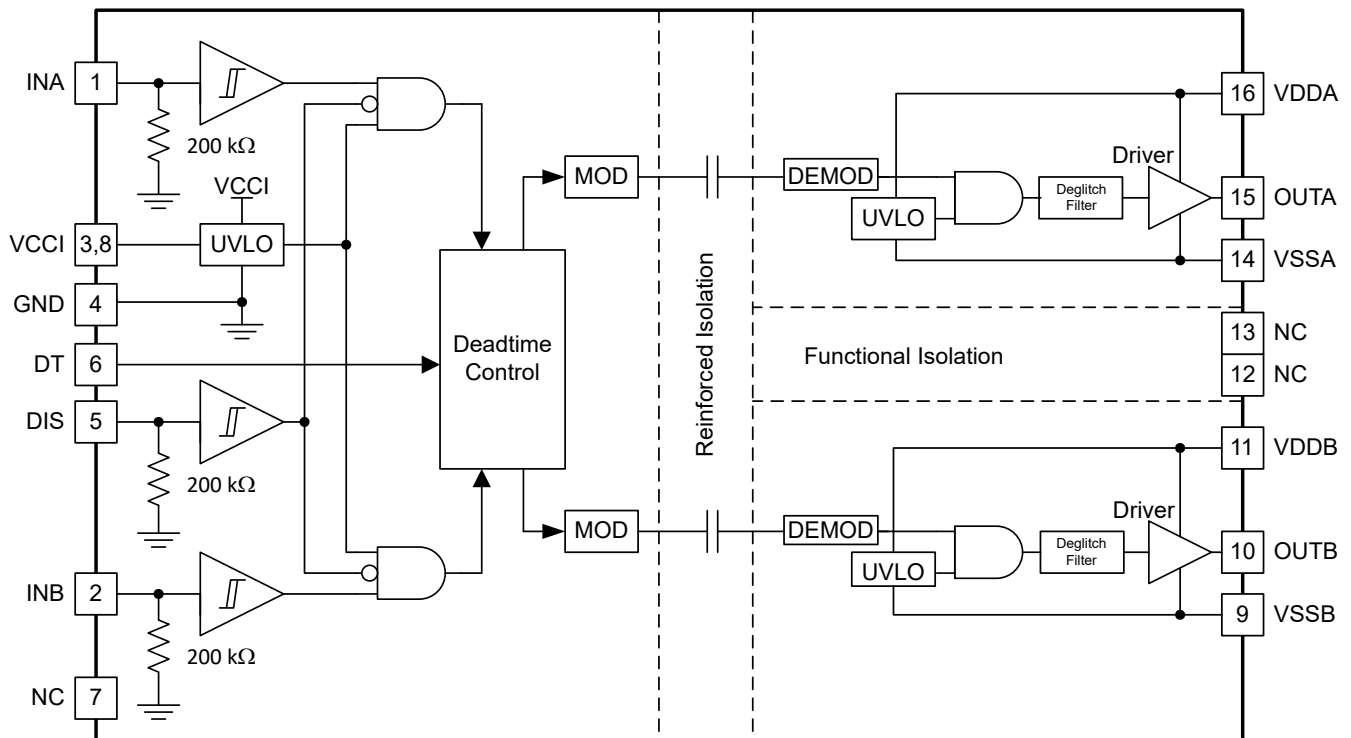 INA
1
200 kΩ
VCCI
VCCI
3,8
UVLO
GND
4
DT
6
DIS
5
200 kΩ
INB
2
200 kΩ
NC
7
Deadtime
Control
MOD
MOD
Reinforced Isolation
DEMOD
UVLO
Deglitch
Filter
Driver
16
VDDA
15
OUTA
14
VSSA
Functional Isolation
13
NC
12
NC
DEMOD
UVLO
Deglitch
Filter
Driver
11
VDDB
10
OUTB
9
VSSB